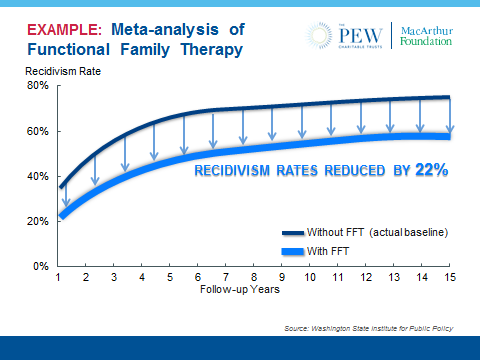 EXAMPLE: Meta-analysis of
Functional Family Therapy
THE
PEW
CHARITABLE TRUSTS
MacArthur
Foundation
Recidivism Rate
80%
60%
40%
20%
0%
RECIDIVISM RATES REDUCED BY 22%
Without FFT (actual baseline)
With FFT
1 2 3 4 5 6 7 8 9 10 11 12 13 14 15
Follow-up Years
Source: Washington State Institute for Public Policy